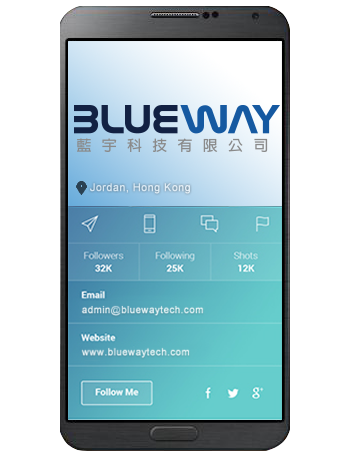 BLUEWAY
藍宇科技有限公司
Jordan, Hong Kong
Followers Following Shots
32K 25K 12K
Email
admin@bluewaytech.com
Website
www.bluewaytech.com
Follow Me